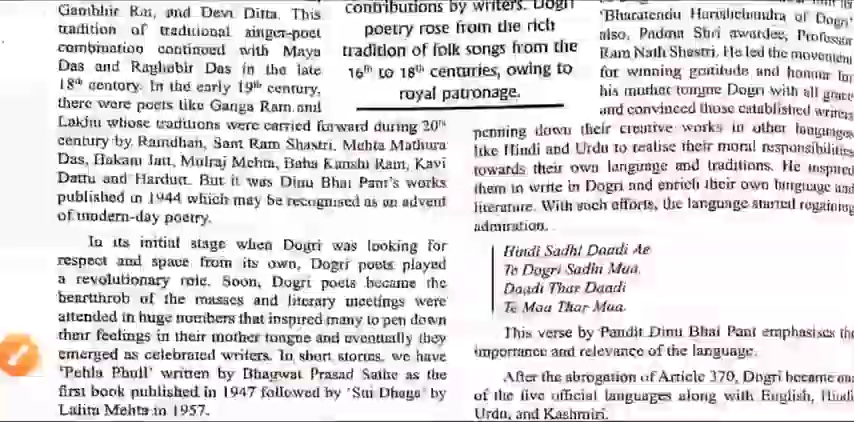 Gambhir Rai, and Devi Ditta. This
tradition of traditional singer-poet
combination continued with Maya
Das and Raghobir Das in the late
18th century. In the early 19th century,
there were poets like Ganga Ram and
Lakhu whose traditions were carried forward during 20th
century by Ramdhan, Sant Ram Shastri, Mehta Mathura
Das, Hakam Jatt, Mulraj Mehta, Baba Kanshi Ram, Kavi
Dattu and Hardutt. But it was Dinu Bhai Pant's works
published in 1944 which may be recognised as an advent
of modern-day poetry.
In its initial stage when Dogri was looking for
respect and space from its own, Dogri poets played
a revolutionary role. Soon, Dogri poets became the
heartthrob of the masses and literary meetings were
attended in huge numbers that inspired many to pen down
their feelings in their mother tongue and eventually they
emerged as celebrated writers. In short stories, we have
'Pehla Phull' written by Bhagwat Prasad Sathe as the
first book published in 1947 followed by 'Sui Dhaga' by
Lalita Mehta in 1957.
contributions by writers. Dogri
poetry rose from the rich
tradition of folk songs from the
16th to 18th centuries, owing to
royal patronage.
'Bharatendu Harishchandra of Dogri'
also, Padma Shri awardee, Professor
Ram Nath Shastri. He led the movement
for winning gratitude and honour for
his mother tongue Dogri with all grace
and convinced those established writers
penning down their creative works in other languages
like Hindi and Urdu to realise their moral responsibilities
towards their own language and traditions. He inspired
them to write in Dogri and enrich their own language and
literature. With such efforts, the language started regaining
admiration.
Hindi Sadhi Daadi Ae
Te Dogri Sadhi Maa,
Daadi Thar Daadi
Te Maa Thar Maa.
This verse by Pandit Dinu Bhai Pant emphasises the
importance and relevance of the language.
After the abrogation of Article 370, Dogri became one
of the five official languages along with English, Hindi
Urdu, and Kashmiri.